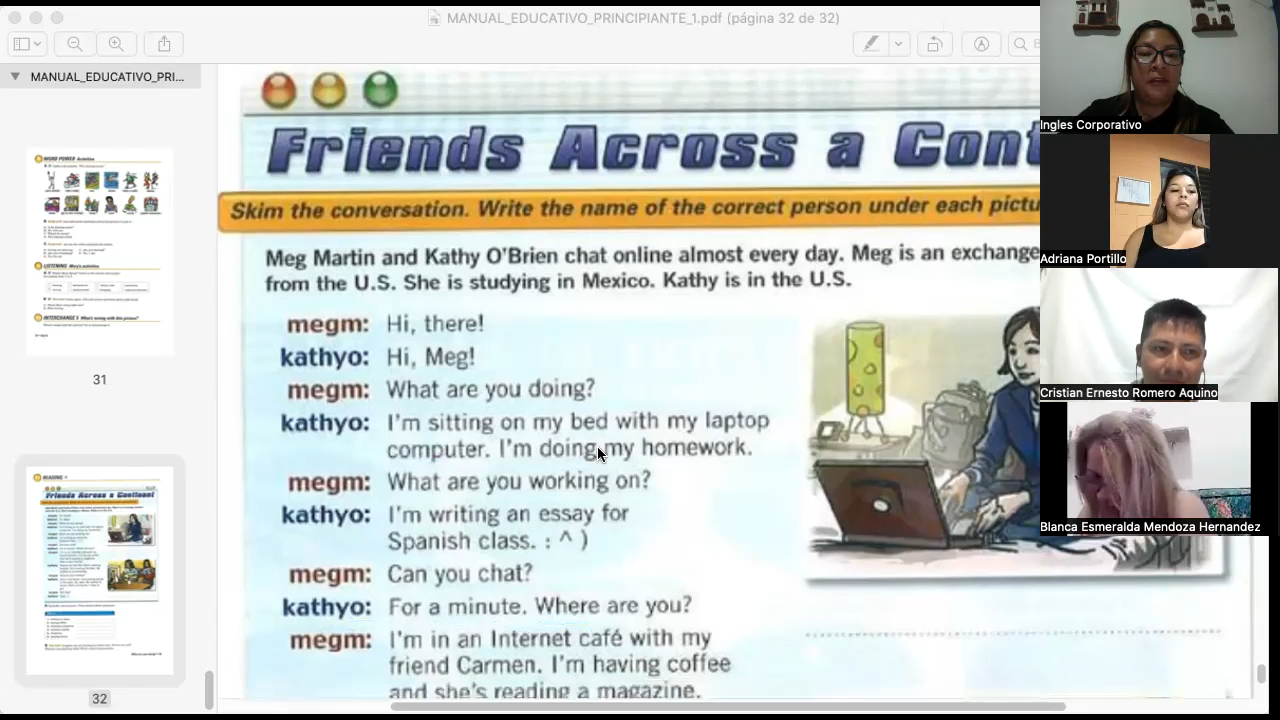 MANUAL_EDUCATIVO_PRINCIPIANTE_1.pdf (página 32 de 32)
MANUAL_EDUCATIVO_PRI...
31
32
Friends Across a Cont
Skim the conversation. Write the name of the correct person under each pictu
Meg Martin and Kathy O'Brien chat online almost every day. Meg is an exchange
from the U.S. She is studying in Mexico. Kathy is in the U.S.
megm: Hi, there!
kathyo: Hi, Meg!
megm: What are you doing?
kathyo: I'm sitting on my bed with my laptop
computer. I'm doing my homework.
megm: What are you working on?
kathyo: I'm writing an essay for
Spanish class. : ^ )
megm: Can you chat?
kathyo: For a minute. Where are you?
megm: I'm in an Internet café with my
friend Carmen. I'm having coffee
and she's reading a magazine.
Ingles Corporativo
Adriana Portillo
Cristian Ernesto Romero Aquino
Blanca Esmeralda Mendoza Hernandez